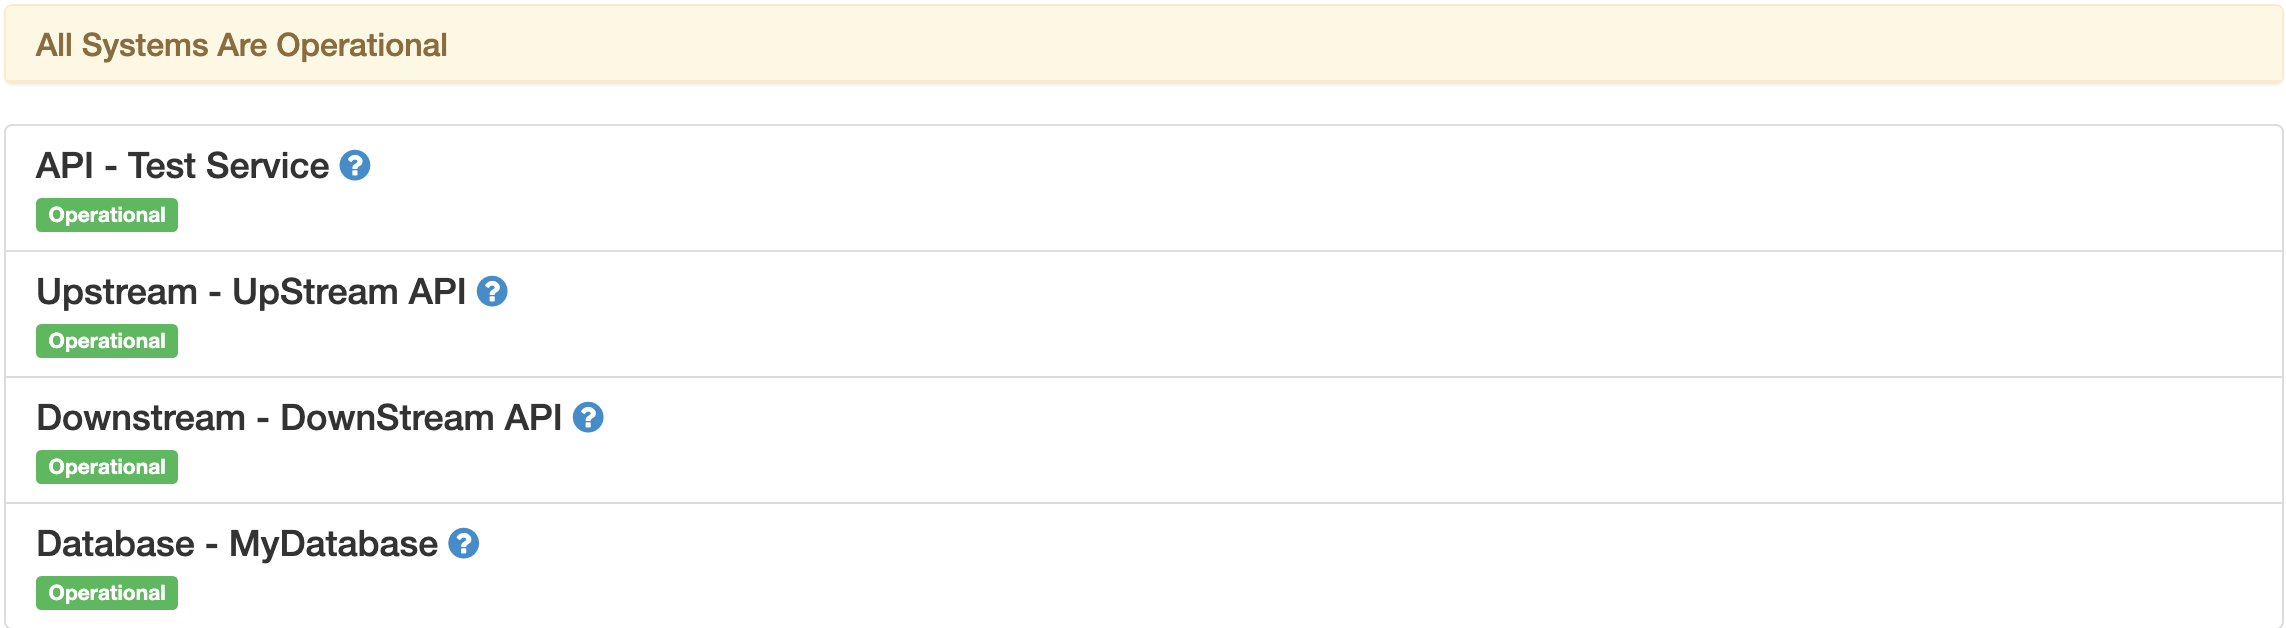 All Systems Are Operational
API - Test Service ?
Operational
Upstream - UpStream API ?
Operational
Downstream - DownStream API ?
Operational
Database - MyDatabase ?
Operational